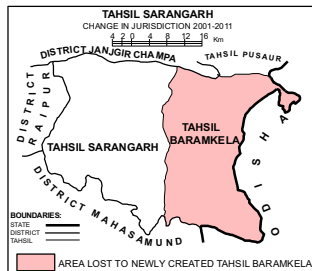 TAHSIL SARANGARH
CHANGE IN JURISDICTION 2001-2011
4 2 0 4 8 12 16
Km
DISTRICT JANJGIR CHAMPA
TAHSIL PUSAUR
DISTRICT
RAIPUR
TAHSIL
BARAMKELA
TAHSIL SARANGARH
ODISHA
DISTRICT MAHASAMUND
BOUNDARIES:
STATE
DISTRICT
TAHSIL
AREA LOST TO NEWLY CREATED TAHSIL BARAMKELA